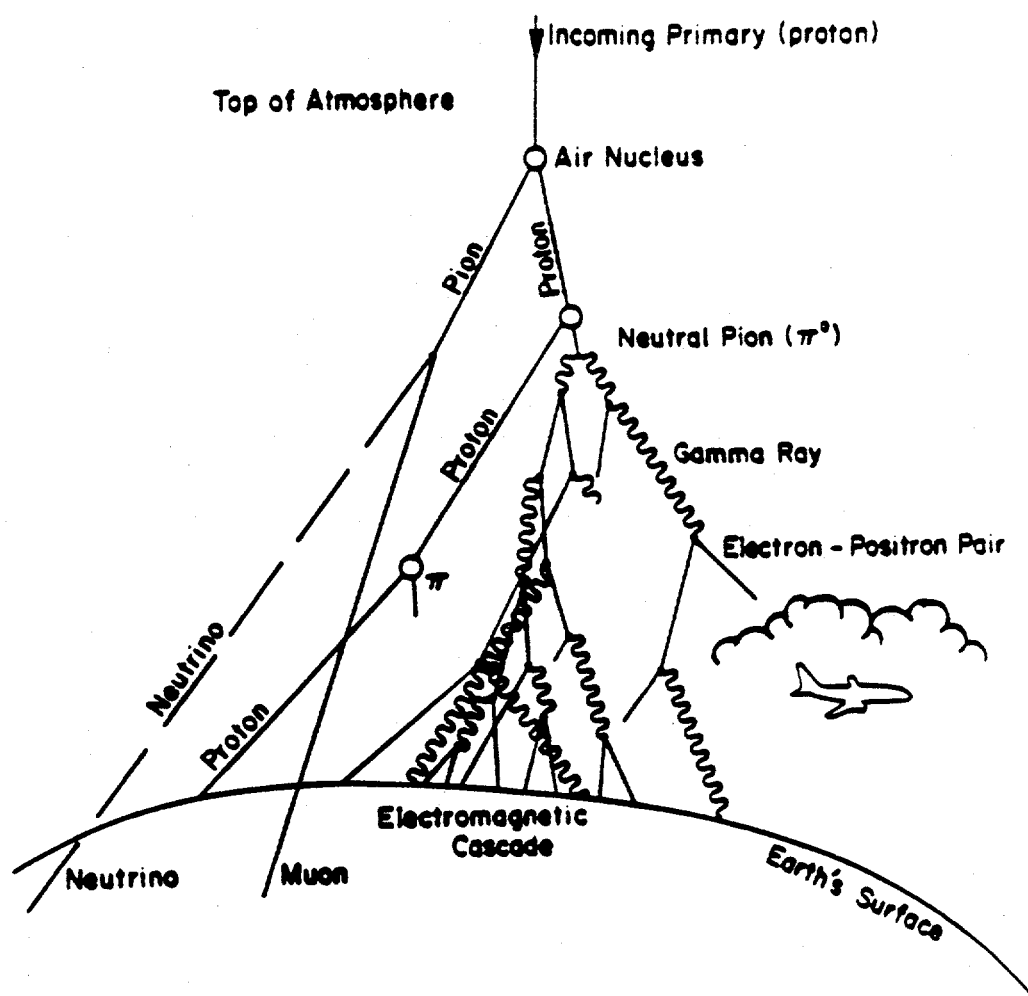 Incoming Primary (proton)
Top of Atmosphere
Air Nucleus
Pion
Proton
Neutral Pion (π°)
Proton
Gamma Ray
Electron - Positron Pair
π
Neutrino
Proton
Electromagnetic
Cascade
Neutrino
Muon
Earth's Surface